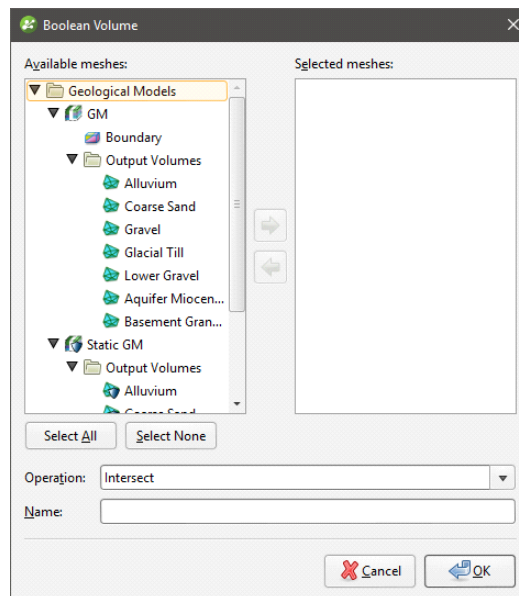 Boolean Volume
Available meshes:
Selected meshes:
Geological Models
GM
Boundary
Output Volumes
Alluvium
Coarse Sand
Gravel
Glacial Till
Lower Gravel
Aquifer Miocen...
Basement Gran...
Static GM
Output Volumes
Alluvium
Coarse Sand
Select All
Select None
Operation: Intersect
Name:
Cancel
OK